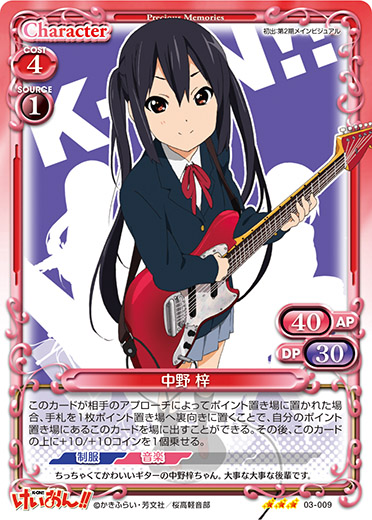 Precious Memories
Character
初出:第2期メインビジュアル
COST
4
SOURCE
1
K-ON!!
40 AP
DP 30
中野 梓
このカードが相手のアプローチによってポイント置き場に置かれた場
合、手札を1枚ポイント置き場へ表向きに置くことで、自分のポイント
置き場にあるこのカードを場に出すことができる。その後、このカード
の上に+10/+10コインを1個乗せる。
制服 音楽
ちっちゃくてかわいいギターの中野梓ちゃん。大事な大事な後輩です。
K-ON!
けいおん!!
©かきふらい・芳文社/桜高軽音部
03-009